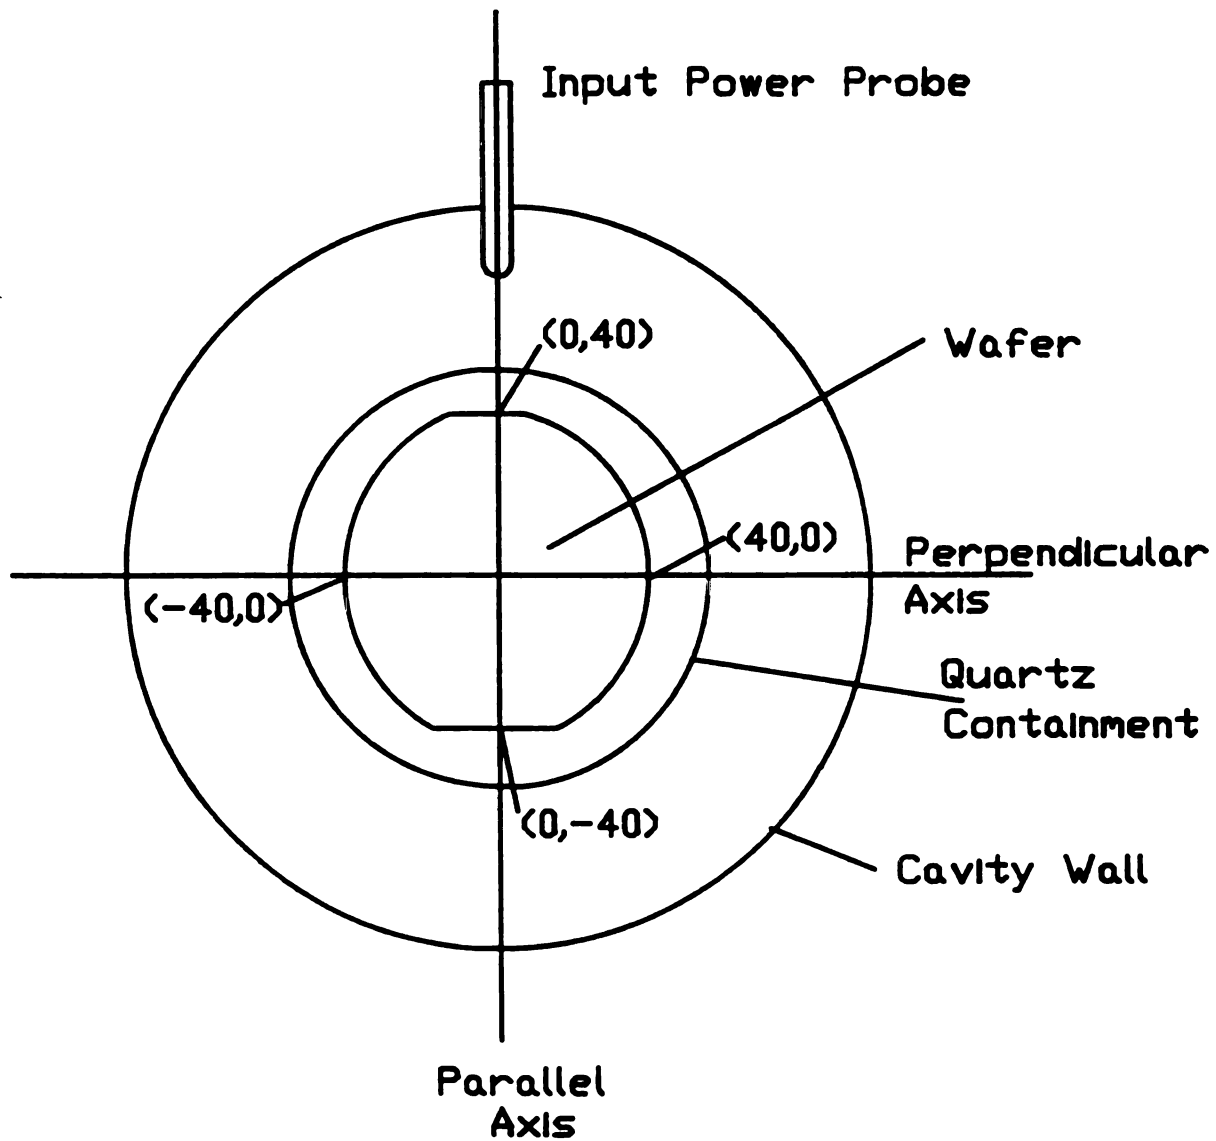 Input Power Probe
(0,40)
Wafer
(40,0)
Perpendicular
Axis
(-40,0)
Quartz
Containment
(0,-40)
Cavity Wall
Parallel
Axis